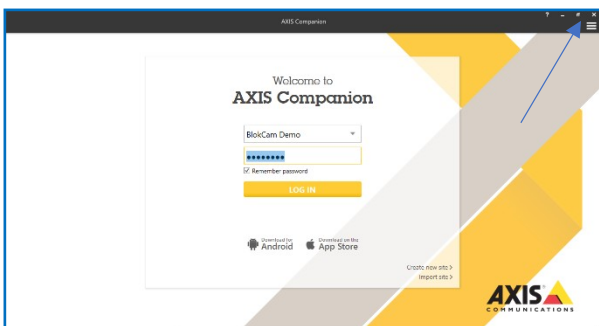 AXIS Companion
?
Welcome to
AXIS Companion
BlokCam Demo
Remember password
LOG IN
Download for
Android
Download on the
App Store
Create new site >
Import site >
AXIS
COMMUNICATIONS